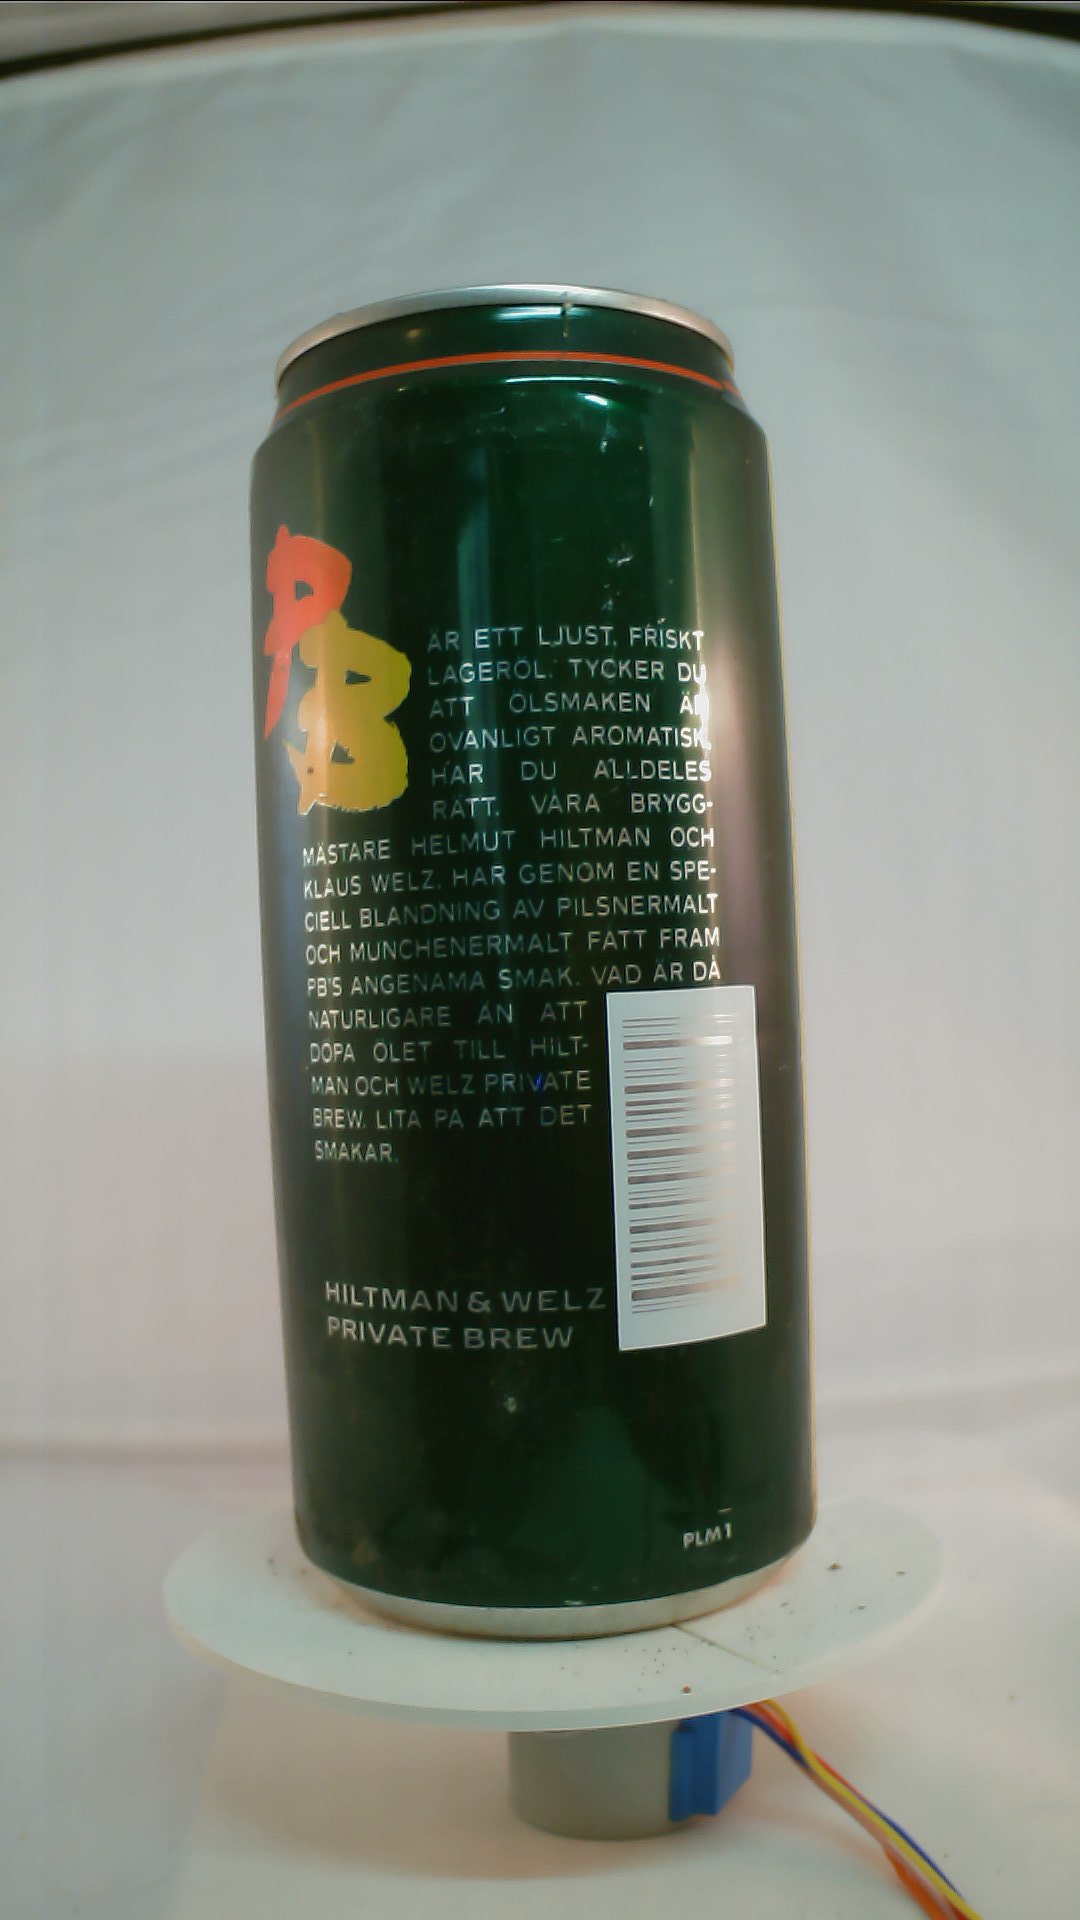 PB
ÄR ETT LJUST, FRISKT
LAGERÖL. TYCKER DU
ATT ÖLSMAKEN ÄR
OVANLIGT AROMATISK,
HAR DU ALLDELES
RÄTT. VÅRA BRYGG-
MÄSTARE HELMUT HILTMAN OCH
KLAUS WELZ, HAR GENOM EN SPE-
CIELL BLANDNING AV PILSNERMALT
OCH MÜNCHENERMALT FÅTT FRAM
PB'S ANGENÄMA SMAK. VAD ÄR DÅ
NATURLIGARE ÄN ATT
DÖPA ÖLET TILL HILT-
MAN OCH WELZ PRIVATE
BREW. LITA PÅ ATT DET
SMAKAR.
HILTMAN & WELZ
PRIVATE BREW
PLM 1